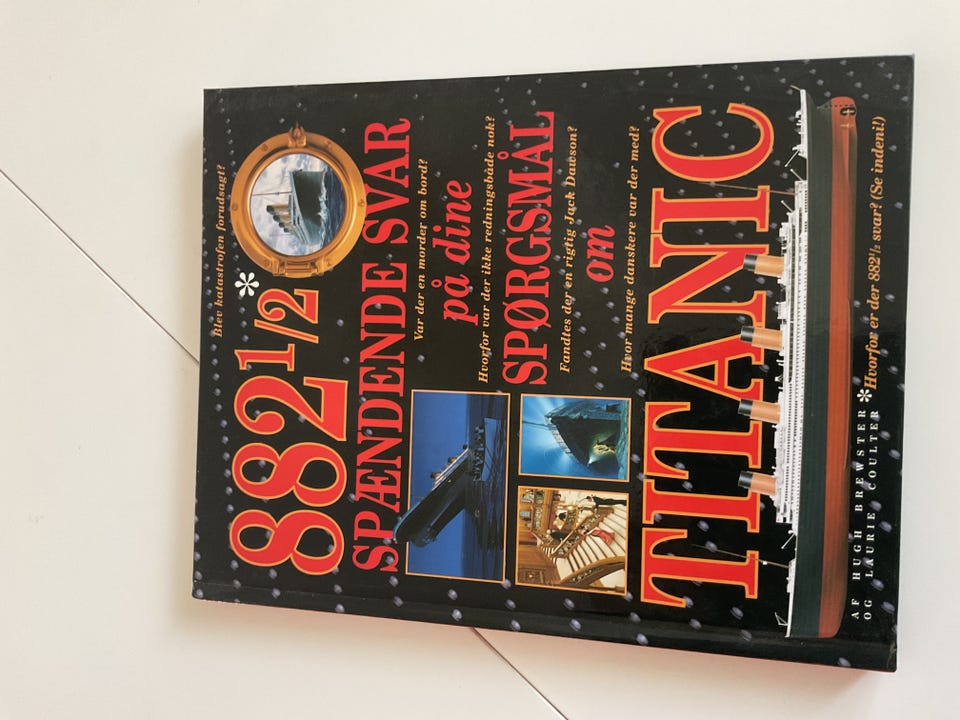 Blev katastrofen forudsagt?
882 1/2*
SPÆNDENDE SVAR
Var der en morder om bord?
på dine
Hvorfor var der ikke redningsbåde nok?
SPØRGSMÅL
Fandtes der en rigtig Jack Dawson?
om
Hvor mange danskere var der med?
TITANIC
AF HUGH BREWSTER
OG LAURIE COULTER
*Hvorfor er der 882½ svar? (Se indeni!)